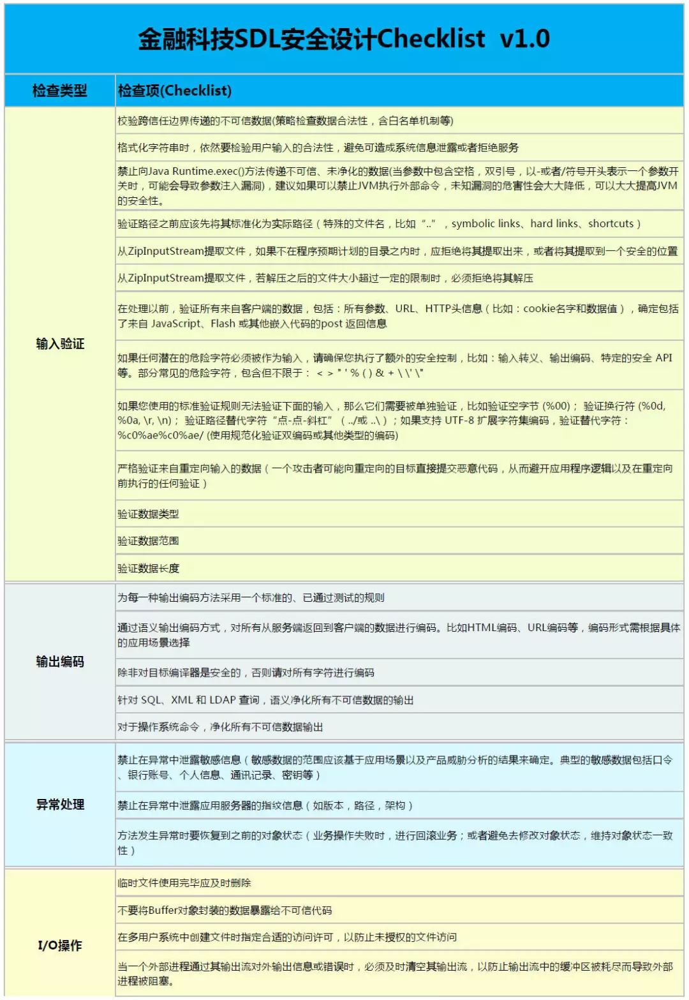 金融科技SDL安全设计Checklist v1.0
检查类型
检查项(Checklist)
输入验证
校验跨信任边界传递的不可信数据(策略检查数据合法性，含白名单机制等)
格式化字符串时，依然要检验用户输入的合法性，避免可造成系统信息泄露或者拒绝服务
禁止向Java Runtime.exec()方法传递不可信、未净化的数据(当参数中包含空格，双引号，以-或者/符号开头表示一个参数开
关时，可能会导致参数注入漏洞)，建议如果可以禁止JVM执行外部命令，未知漏洞的危害性会大大降低，可以大大提高JVM
的安全性。
验证路径之前应该先将其标准化为实际路径（特殊的文件名，比如“..”，symbolic links、hard links、shortcuts）
从ZipInputStream提取文件，如果不在程序预期计划的目录之内时，应拒绝将其提取出来，或者将其提取到一个安全的位置
从ZipInputStream提取文件，若解压之后的文件大小超过一定的限制时，必须拒绝将其解压
在处理以前，验证所有来自客户端的数据，包括：所有参数、URL、HTTP头信息（比如：cookie名字和数据值），确定包括
了来自 JavaScript、Flash 或其他嵌入代码的post 返回信息
如果任何潜在的危险字符必须被作为输入，请确保您执行了额外的安全控制，比如：输入转义、输出编码、特定的安全 API
等。部分常见的危险字符，包含但不限于： < > " ' % ( ) & + \ \' \"
如果您使用的标准验证规则无法验证下面的输入，那么它们需要被单独验证，比如验证空字节 (%00)； 验证换行符 (%0d,
%0a, \r, \n)； 验证路径替代字符“点-点-斜杠”（../或 ..\）；如果支持 UTF-8 扩展字符集编码，验证替代字符：
%c0%ae%c0%ae/ (使用规范化验证双编码或其他类型的编码)
严格验证来自重定向输入的数据（一个攻击者可能向重定向的目标直接提交恶意代码，从而避开应用程序逻辑以及在重定向
前执行的任何验证）
验证数据类型
验证数据范围
验证数据长度
输出编码
为每一种输出编码方法采用一个标准的、已通过测试的规则
通过语义输出编码方式，对所有从服务端返回到客户端的数据进行编码。比如HTML编码、URL编码等，编码形式需根据具体
的应用场景选择
除非对目标编译器是安全的，否则请对所有字符进行编码
针对 SQL、XML 和 LDAP 查询，语义净化所有不可信数据的输出
对于操作系统命令，净化所有不可信数据输出
异常处理
禁止在异常中泄露敏感信息（敏感数据的范围应该基于应用场景以及产品威胁分析的结果来确定。典型的敏感数据包括口令
、银行账号、个人信息、通讯记录、密钥等）
禁止在异常中泄露应用服务器的指纹信息（如版本，路径，架构）
方法发生异常时要恢复到之前的对象状态（业务操作失败时，进行回滚业务；或者避免去修改对象状态，维持对象状态一致
性）
I/O操作
临时文件使用完毕应及时删除
不要将Buffer对象封装的数据暴露给不可信代码
在多用户系统中创建文件时指定合适的访问许可，以防止未授权的文件访问
当一个外部进程通过其输出流对外输出信息或错误时，必须及时清空其输出流，以防止输出流中的缓冲区被耗尽而导致外部
进程被阻塞。